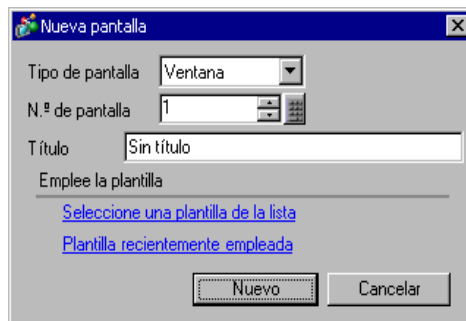 Nueva pantalla
Tipo de pantalla Ventana
N.º de pantalla 1
Título Sin título
Emplee la plantilla
Seleccione una plantilla de la lista
Plantilla recientemente empleada
Nuevo Cancelar